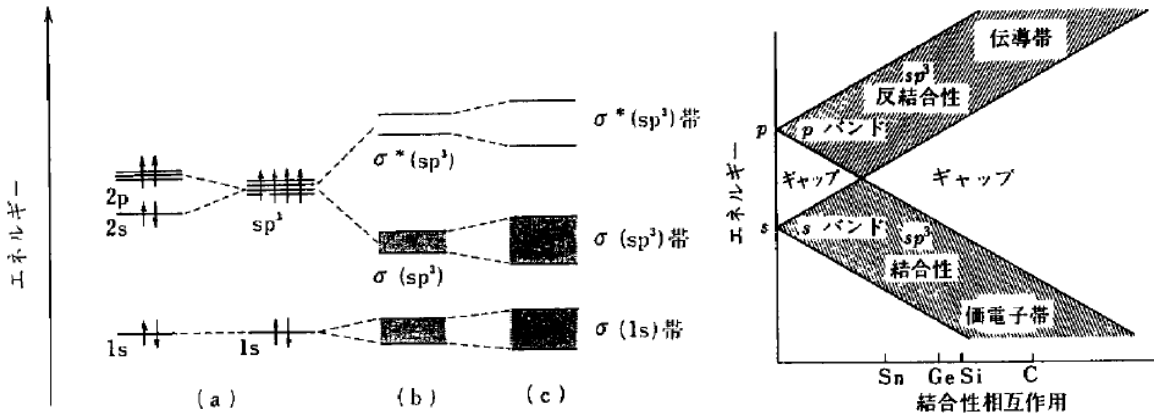 エネルギー
2p
2s
1s
sp³
1s
σ*(sp³)
σ (sp³)
σ*(sp³)帯
σ (sp³)帯
σ (1s)帯
(a)
(b)
(c)
エネルギー
p
s
伝導帯
sp³
反結合性
p バンド
ギャップ
ギャップ
s バンド
sp³
結合性
価電子帯
Sn
Ge
Si
C
結合性相互作用